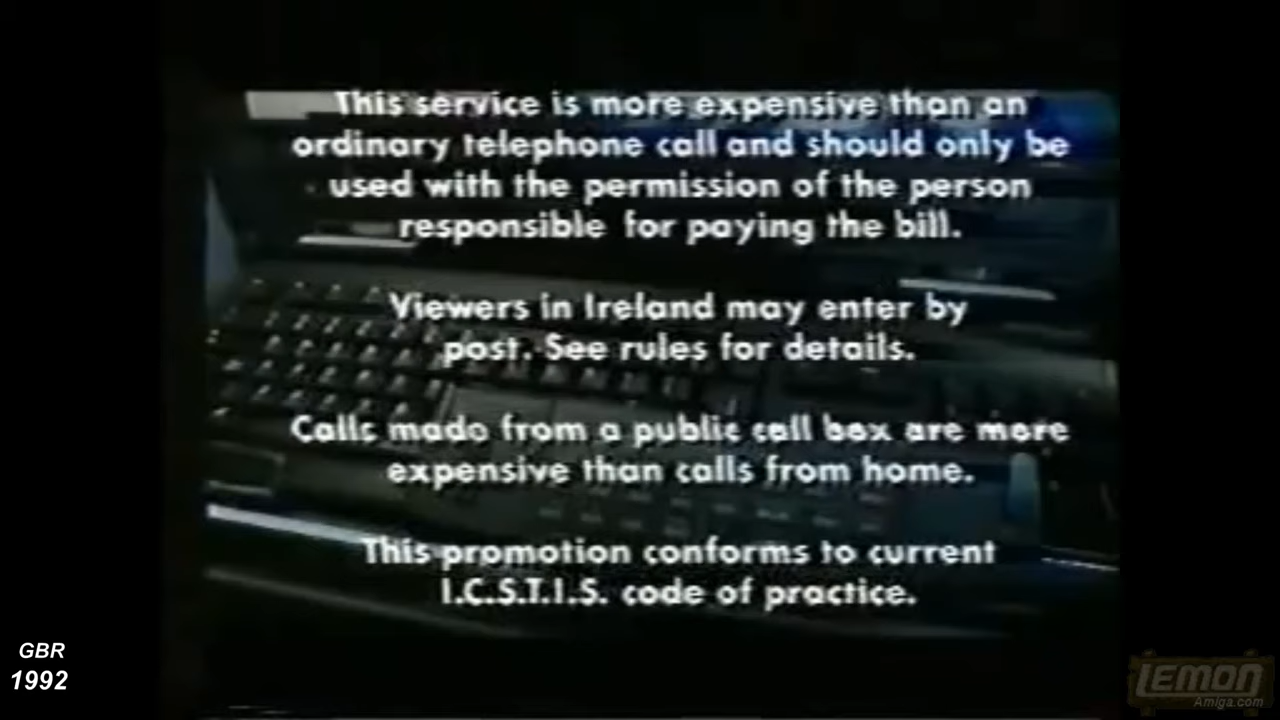 This service is more expensive than an
ordinary telephone call and should only be
used with the permission of the person
responsible for paying the bill.
Viewers in Ireland may enter by
post. See rules for details.
Calls made from a public call box are more
expensive than calls from home.
This promotion conforms to current
I.C.S.T.I.S. code of practice.
GBR
1992
LEMON
Amiga.com